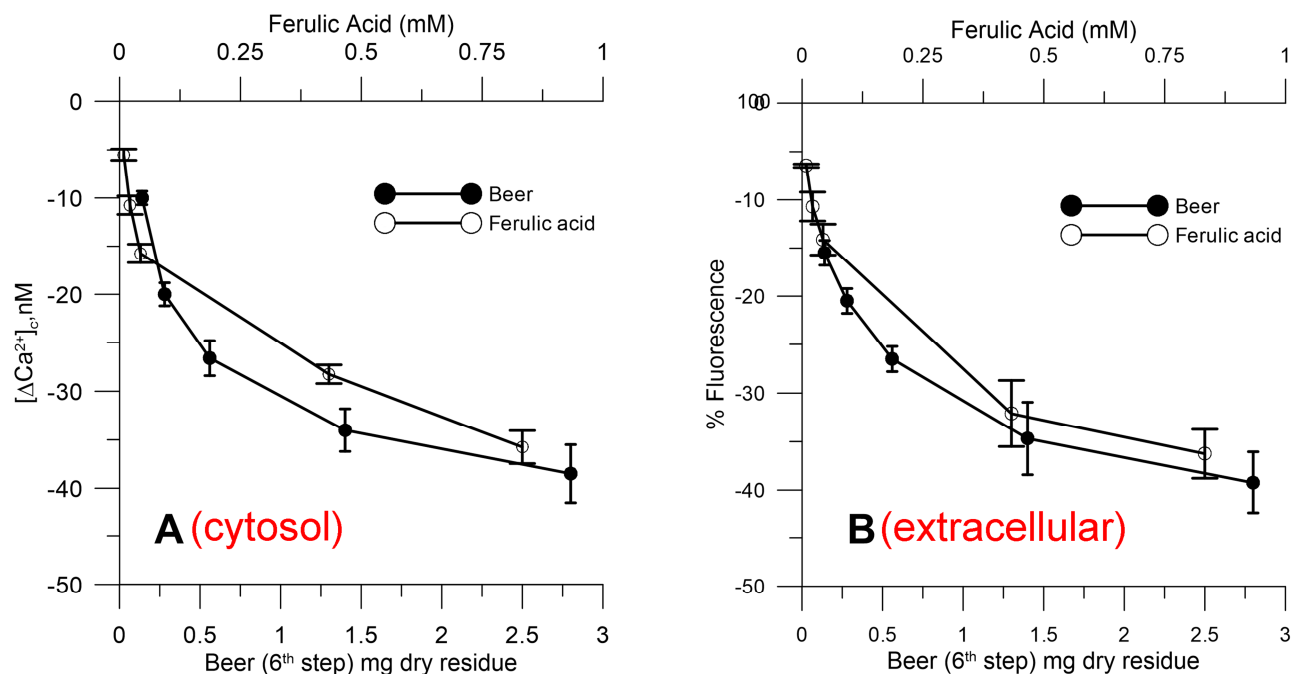 Ferulic Acid (mM)
0 0.25 0.5 0.75 1
0
-10
-20
-30
-40
-50
[ΔCa²⁺]c,nM
Beer
Ferulic acid
A (cytosol)
0 0.5 1 1.5 2 2.5 3
Beer (6th step) mg dry residue
Ferulic Acid (mM)
0 0.25 0.5 0.75 1
-10
-20
-30
-40
-50
% Fluorescence
Beer
Ferulic acid
B (extracellular)
0 0.5 1 1.5 2 2.5 3
Beer (6th step) mg dry residue